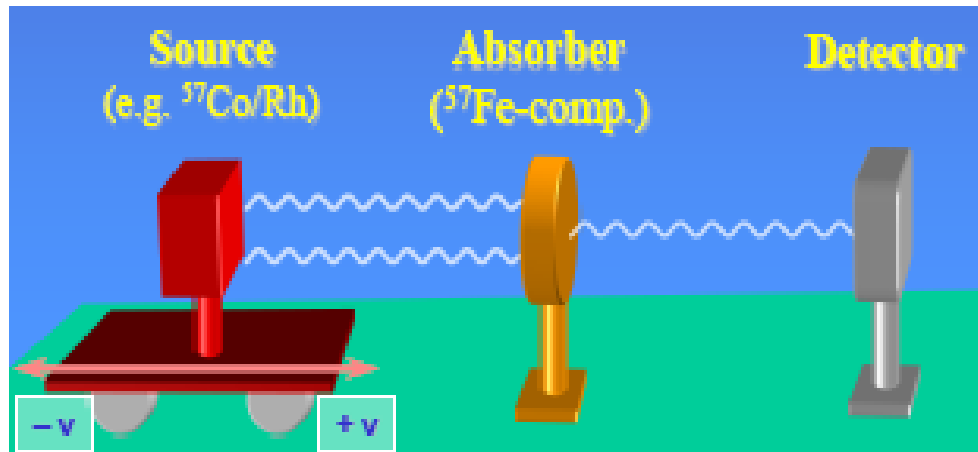 Source
(e.g. ⁵⁷Co/Rh)
Absorber
(⁵⁷Fe-comp.)
Detector
– v
+ v